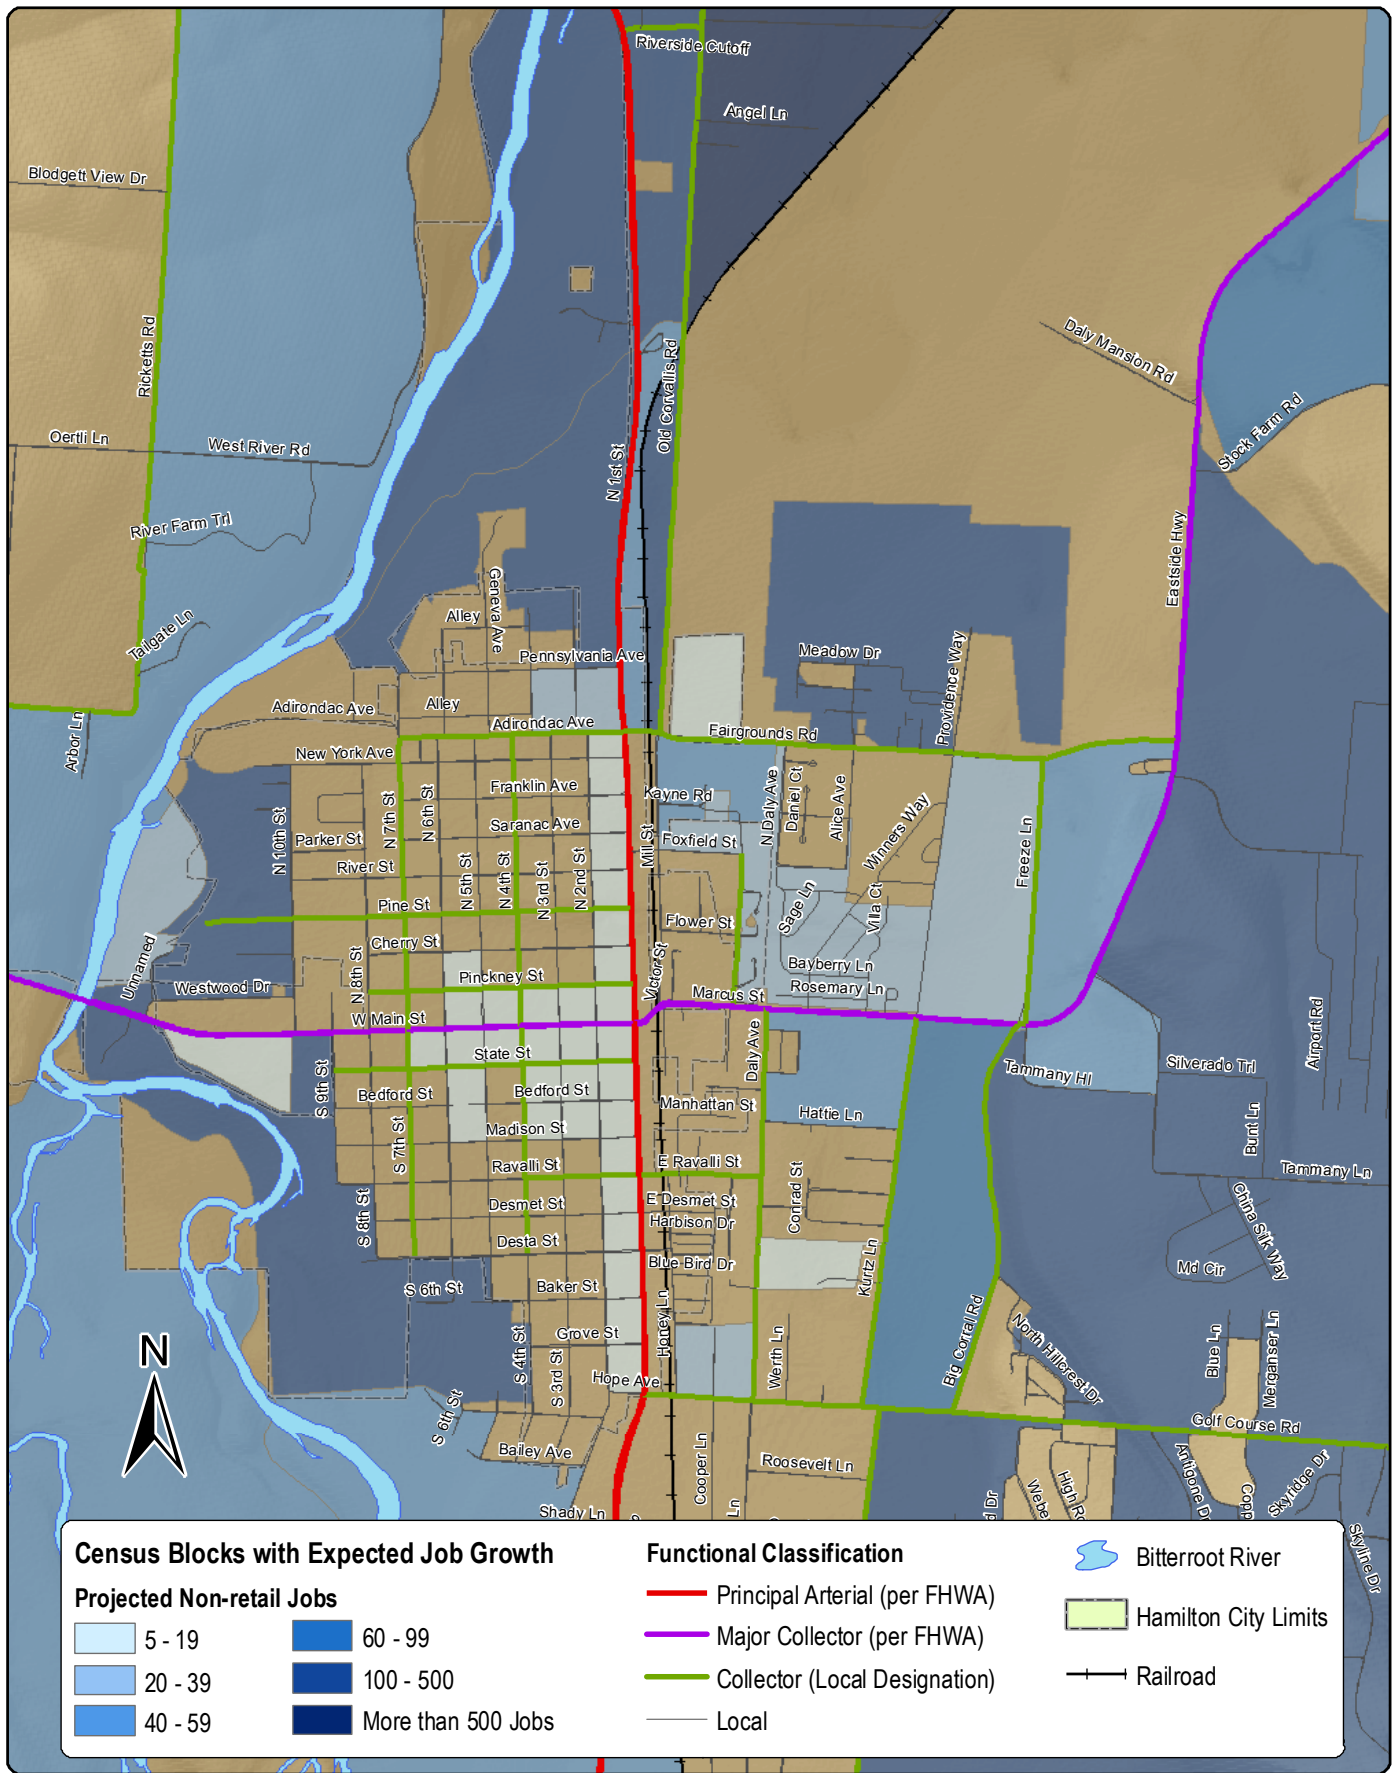 Riverside Cutoff
Angel Ln
Blodgett View Dr
Ricketts Rd
Daly Mansion Rd
Old Corvallis Rd
Stock Farm Rd
Oertli Ln
West River Rd
N 1st St
River Farm Trl
Eastside Hwy
Geneva Ave
Alley
Tailgate Ln
Pennsylvania Ave
Meadow Dr
Providence Way
Adirondac Ave
Alley
Adirondac Ave
Fairgrounds Rd
Arbor Ln
New York Ave
Franklin Ave
Kayne Rd
N Daly Ave
Daniel Ct
Alice Ave
Winners Way
N 10th St
N 7th St
N 6th St
Saranac Ave
Parker St
Mill St
Foxfield St
Freeze Ln
River St
N 5th St
N 4th St
N 3rd St
N 2nd St
Pine St
Sage Ln
Villa Ct
Flower St
Cherry St
Unnamed
N 8th St
Pinckney St
Victor St
Bayberry Ln
Westwood Dr
Marcus St
Rosemary Ln
W Main St
Airport Rd
State St
Daly Ave
Silverado Trl
Tammany Hl
S 9th St
Bedford St
Bedford St
Manhattan St
Hattie Ln
Bunt Ln
Madison St
S 7th St
Ravalli St
E Ravalli St
Tammany Ln
Conrad St
S 8th St
Desmet St
E Desmet St
Harbison Dr
China Silk Way
Desta St
Blue Bird Dr
Kurtz Ln
Md Cir
S 6th St
Baker St
Honey Ln
Big Corral Rd
North Hillcrest Dr
Grove St
S 4th St
S 3rd St
Werth Ln
Blue Ln
Merganser Ln
N
Hope Ave
S 6th St
Golf Course Rd
Bailey Ave
Cooper Ln
Roosevelt Ln
Antigone Dr
Skyridge Dr
Webe
High Ro
Copp
d Dr
Shady Ln
Ln
Skyline Dr
Census Blocks with Expected Job Growth
Projected Non-retail Jobs
5 - 19
20 - 39
40 - 59
60 - 99
100 - 500
More than 500 Jobs
Functional Classification
Principal Arterial (per FHWA)
Major Collector (per FHWA)
Collector (Local Designation)
Local
Bitterroot River
Hamilton City Limits
Railroad